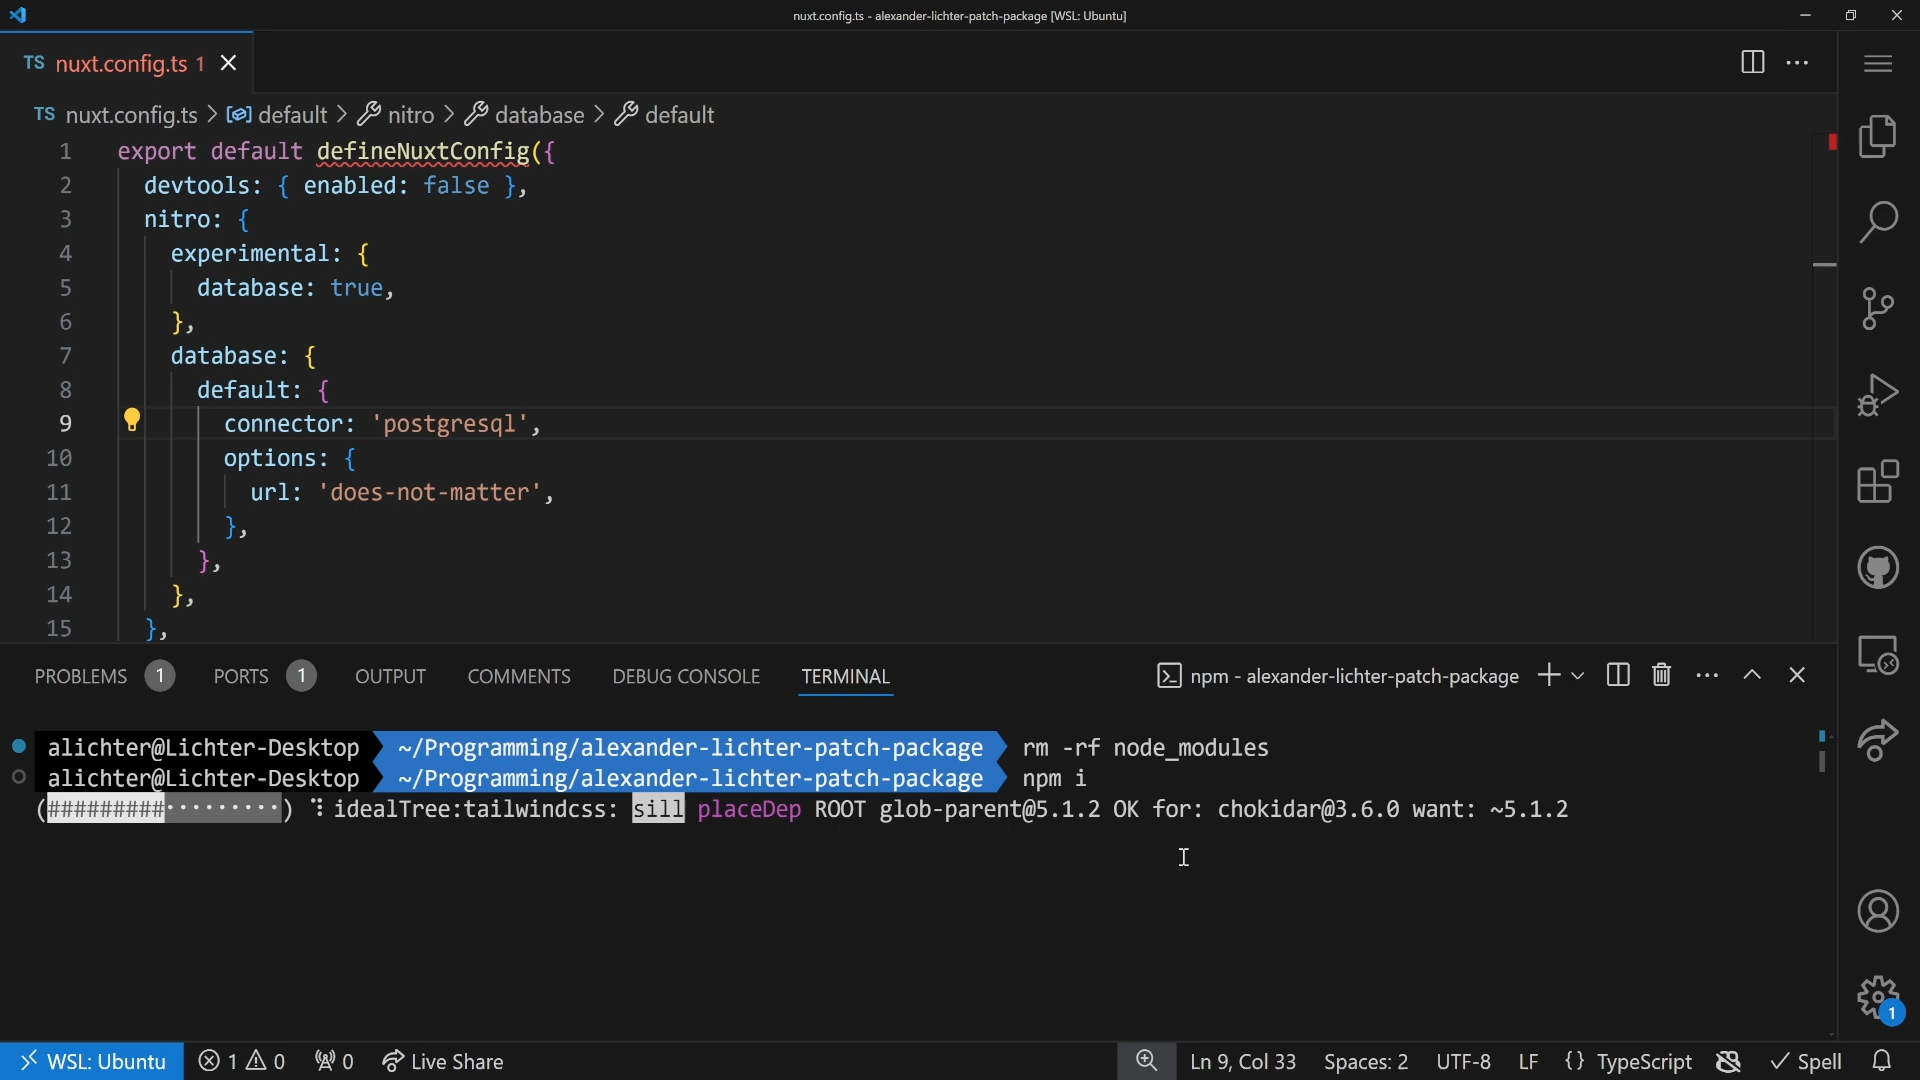 nuxt.config.ts - alexander-lichter-patch-package [WSL: Ubuntu]
TS nuxt.config.ts 1
TS nuxt.config.ts > default > nitro > database > default
1 export default defineNuxtConfig({
2 devtools: { enabled: false },
3 nitro: {
4 experimental: {
5 database: true,
6 },
7 database: {
8 default: {
9 connector: 'postgresql',
10 options: {
11 url: 'does-not-matter',
12 },
13 },
14 },
15 },
PROBLEMS 1 PORTS 1 OUTPUT COMMENTS DEBUG CONSOLE TERMINAL npm - alexander-lichter-patch-package
alichter@Lichter-Desktop ~/Programming/alexander-lichter-patch-package rm -rf node_modules
alichter@Lichter-Desktop ~/Programming/alexander-lichter-patch-package npm i
(#########·········) ⠹ idealTree:tailwindcss: sill placeDep ROOT glob-parent@5.1.2 OK for: chokidar@3.6.0 want: ~5.1.2
1
WSL: Ubuntu 1 0 0 Live Share Ln 9, Col 33 Spaces: 2 UTF-8 LF {} TypeScript Spell